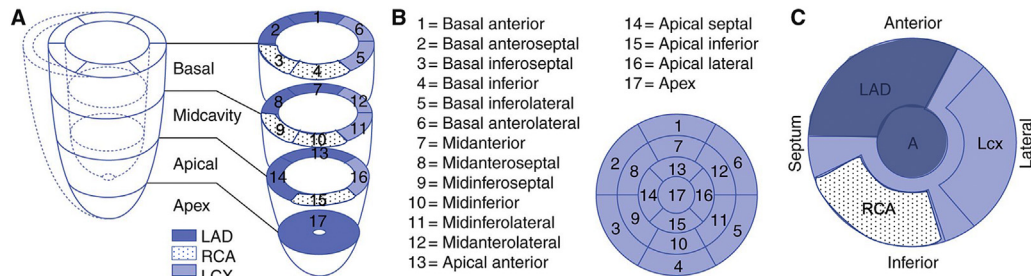 A
1
2
6
3
5
4
Basal
7
8
12
9
11
10
Midcavity
13
14
16
15
Apical
17
Apex
LAD
RCA
LCX
B
1 = Basal anterior
2 = Basal anteroseptal
3 = Basal inferoseptal
4 = Basal inferior
5 = Basal inferolateral
6 = Basal anterolateral
7 = Midanterior
8 = Midanteroseptal
9 = Midinferoseptal
10 = Midinferior
11 = Midinferolateral
12 = Midanterolateral
13 = Apical anterior
14 = Apical septal
15 = Apical inferior
16 = Apical lateral
17 = Apex
1
7
2
8
13
12
6
14
17
16
3
9
15
11
5
10
4
C
Anterior
LAD
Septum
A
Lcx
Lateral
RCA
Inferior